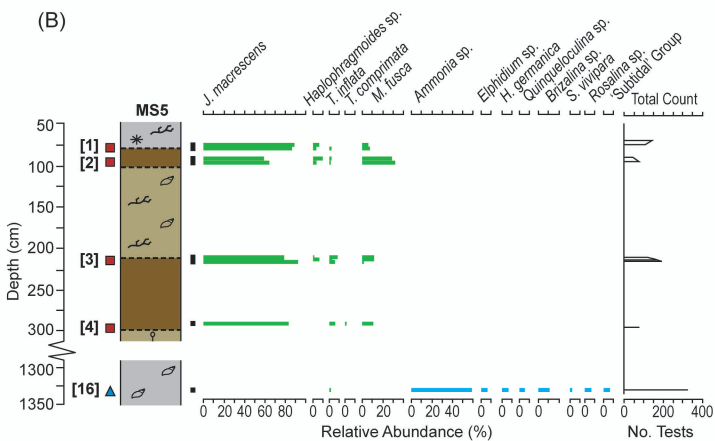 (B)
J. macrescens
Haplophragmoides sp.
T. inflata
T. comprimata
M. fusca
Ammonia sp.
Elphidium sp.
H. germanica
Quinqueloculina sp.
Brizalina sp.
S. vivipara
Rosalina sp.
'Subtidal' Group
MS5
Total Count
50
[1]
[2]
100
150
200
[3]
250
[4]
300
1300
[16]
1350
Depth (cm)
0 20 40 60 80 0 0 0 0 20 0 20 40 0 0 0 0 0 0 0
0 200 400
Relative Abundance (%)
No. Tests